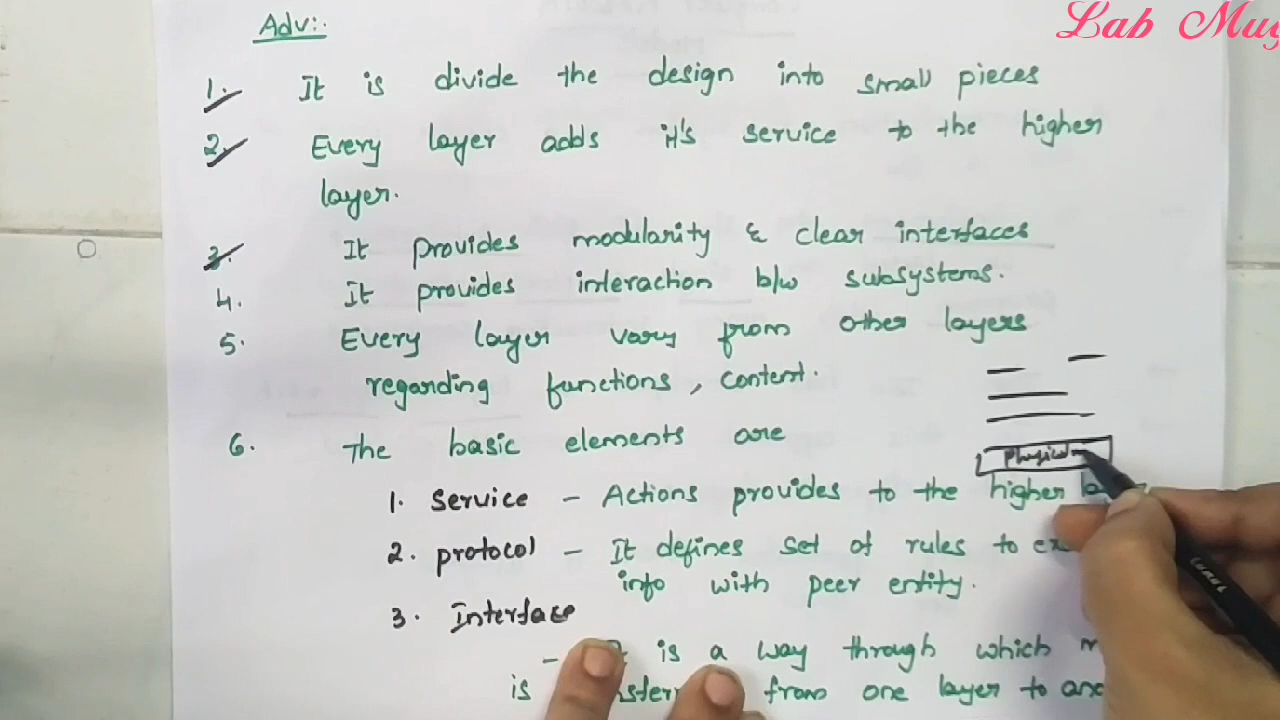 Lab Mug
Adv:-
1. It is divide the design into small pieces
2. Every layer adds it's service to the higher
layer.
3. It provides modularity & clear interfaces
4. It provides interaction b/w subsystems.
5. Every layer vary from other layers
regarding functions, content.
6. The basic elements are
Physical
1. Service - Actions provides to the higher
2. protocol - It defines set of rules to
info with peer entity.
3. Interface
- It is a way through which
is from one layer to